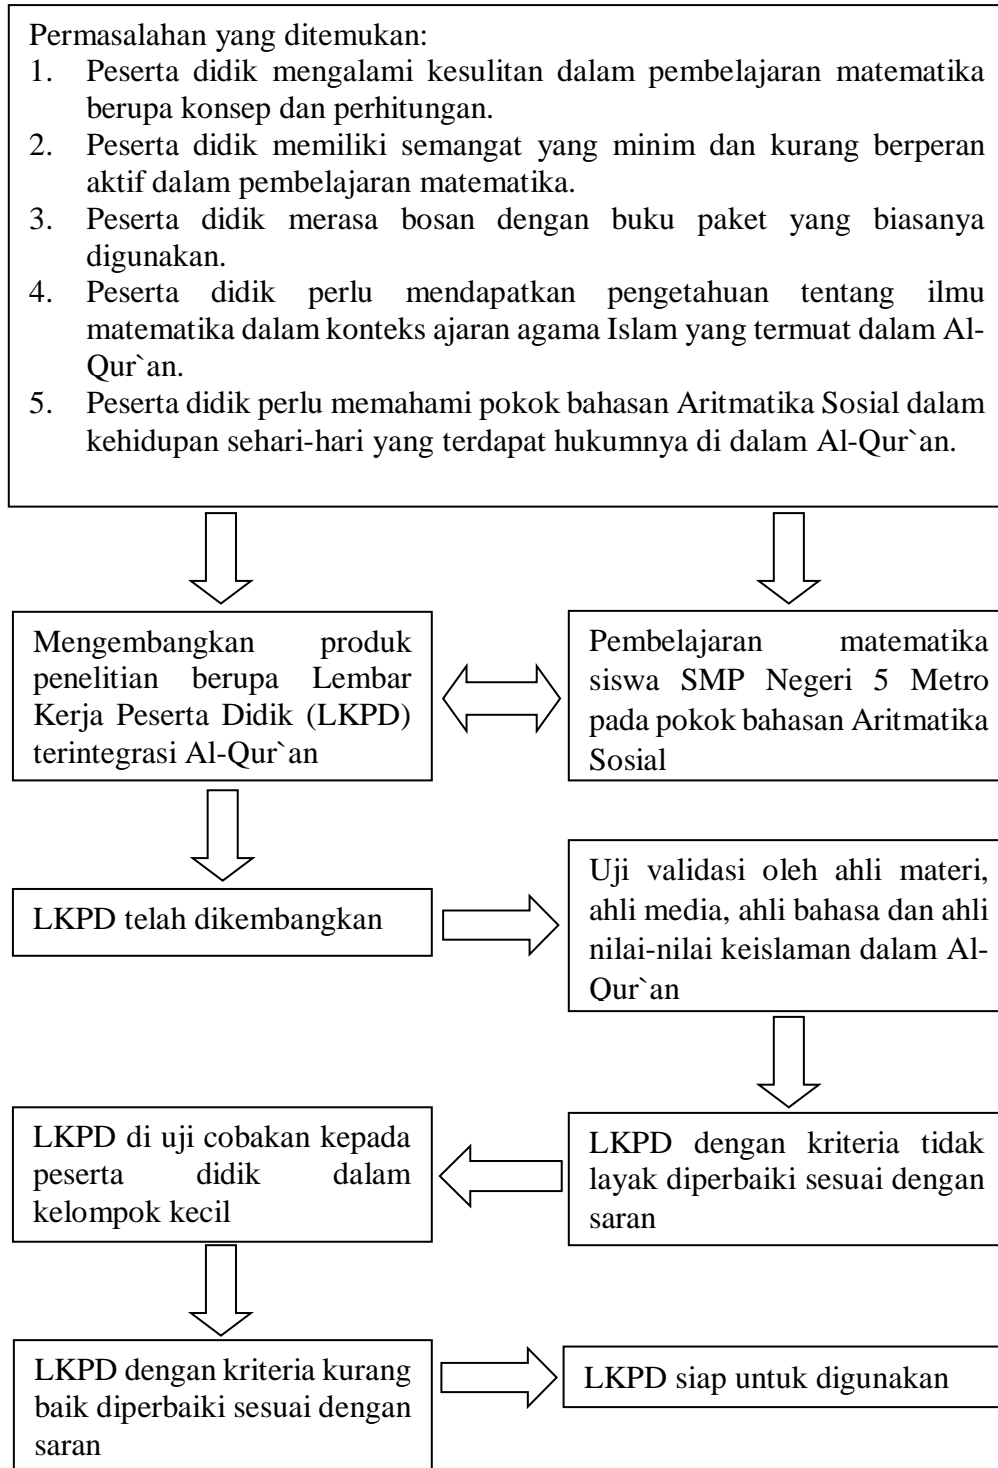 Permasalahan yang ditemukan:
1. Peserta didik mengalami kesulitan dalam pembelajaran matematika
berupa konsep dan perhitungan.
2. Peserta didik memiliki semangat yang minim dan kurang berperan
aktif dalam pembelajaran matematika.
3. Peserta didik merasa bosan dengan buku paket yang biasanya
digunakan.
4. Peserta didik perlu mendapatkan pengetahuan tentang ilmu
matematika dalam konteks ajaran agama Islam yang termuat dalam Al-
Qur`an.
5. Peserta didik perlu memahami pokok bahasan Aritmatika Sosial dalam
kehidupan sehari-hari yang terdapat hukumnya di dalam Al-Qur`an.
Mengembangkan produk
penelitian berupa Lembar
Kerja Peserta Didik (LKPD)
terintegrasi Al-Qur`an
Pembelajaran matematika
siswa SMP Negeri 5 Metro
pada pokok bahasan Aritmatika
Sosial
LKPD telah dikembangkan
Uji validasi oleh ahli materi,
ahli media, ahli bahasa dan ahli
nilai-nilai keislaman dalam Al-
Qur`an
LKPD dengan kriteria tidak
layak diperbaiki sesuai dengan
saran
LKPD di uji cobakan kepada
peserta didik dalam
kelompok kecil
LKPD dengan kriteria kurang
baik diperbaiki sesuai dengan
saran
LKPD siap untuk digunakan